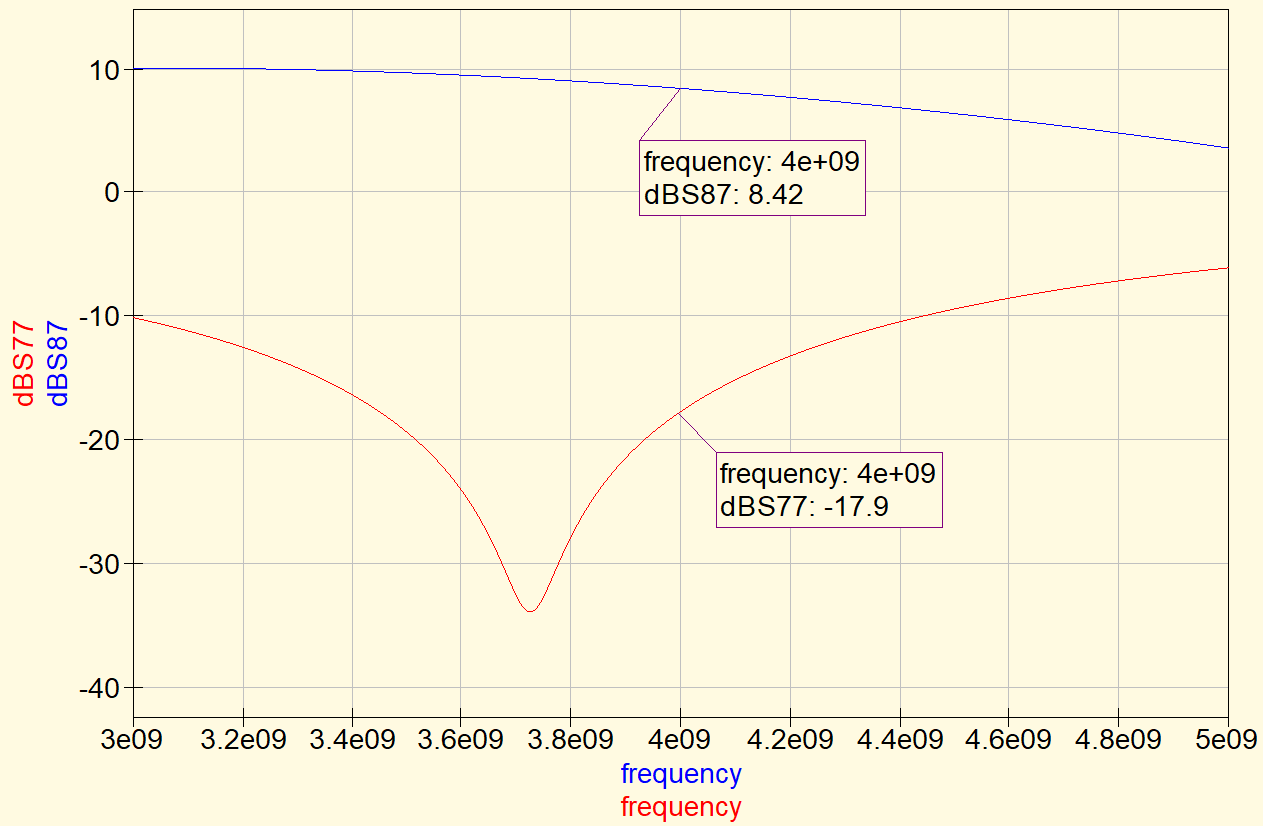 10
0
-10
-20
-30
-40
dBS77
dBS87
frequency: 4e+09
dBS87: 8.42
frequency: 4e+09
dBS77: -17.9
3e09 3.2e09 3.4e09 3.6e09 3.8e09 4e09 4.2e09 4.4e09 4.6e09 4.8e09 5e09
frequency
frequency